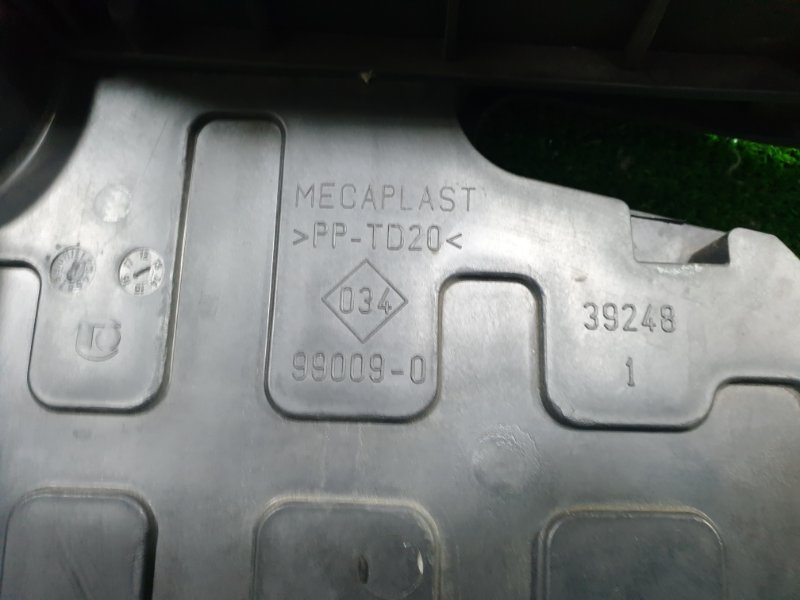 MECAPLAST
>PP-TD20<
034
99009-0
39248
1